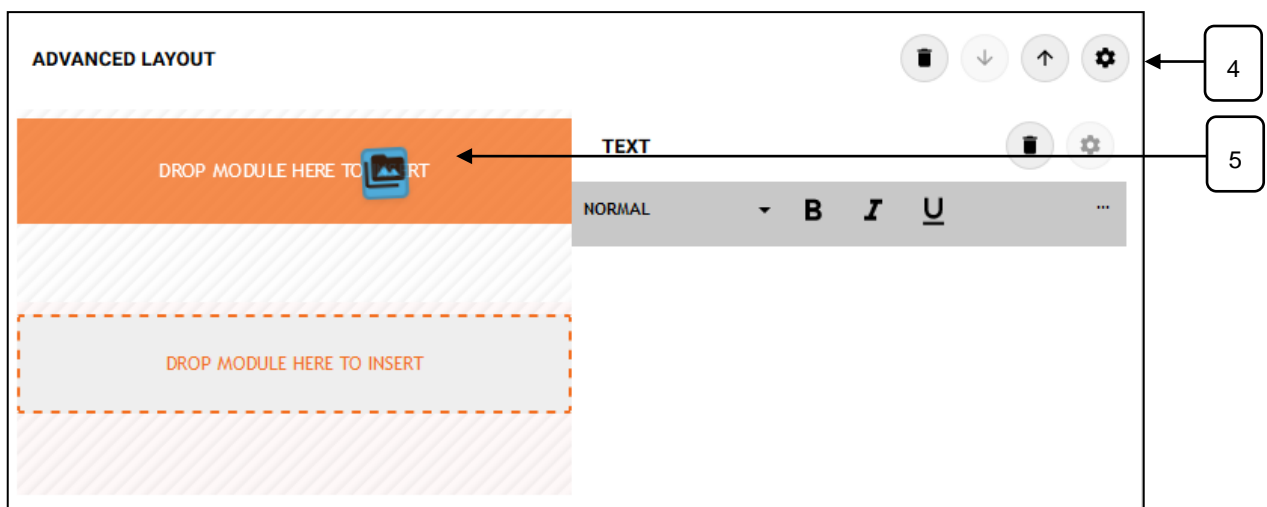 ADVANCED LAYOUT
4
DROP MODULE HERE TO RT
TEXT
5
NORMAL
B I U ...
DROP MODULE HERE TO INSERT